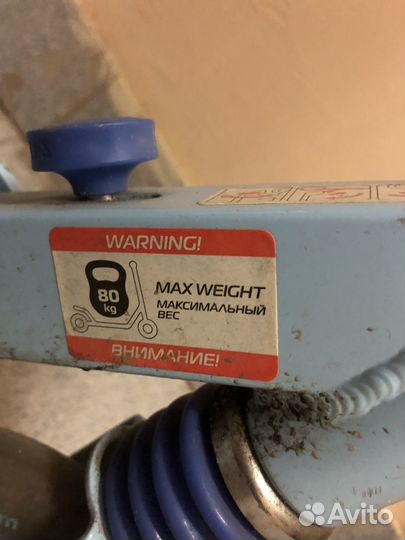 WARNING!
80
kg
MAX WEIGHT
МАКСИМАЛЬНЫЙ
ВЕС
ВНИМАНИЕ!
Avito